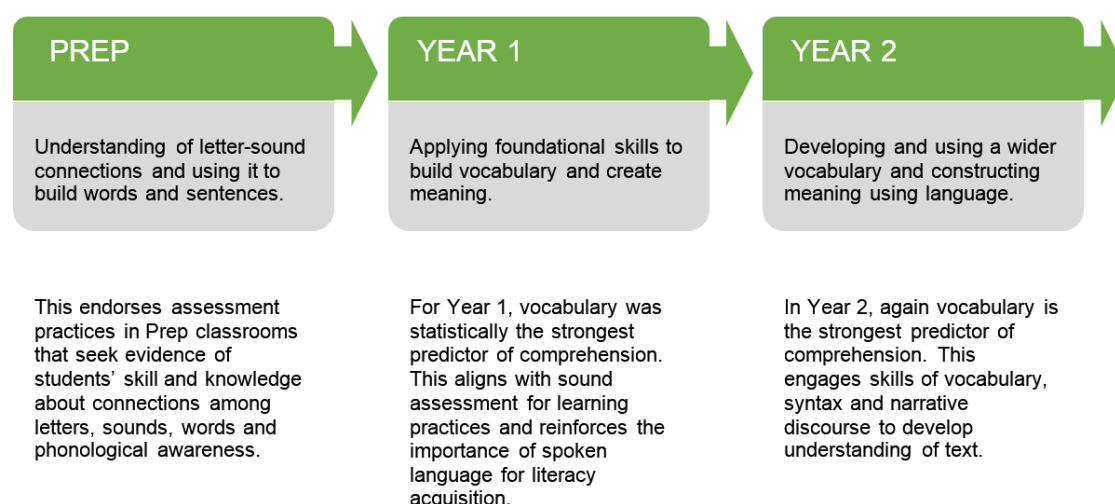 PREP
Understanding of letter-sound
connections and using it to
build words and sentences.
This endorses assessment
practices in Prep classrooms
that seek evidence of
students’ skill and knowledge
about connections among
letters, sounds, words and
phonological awareness.
YEAR 1
Applying foundational skills to
build vocabulary and create
meaning.
For Year 1, vocabulary was
statistically the strongest
predictor of comprehension.
This aligns with sound
assessment for learning
practices and reinforces the
importance of spoken
language for literacy
acquisition.
YEAR 2
Developing and using a wider
vocabulary and constructing
meaning using language.
In Year 2, again vocabulary is
the strongest predictor of
comprehension. This
engages skills of vocabulary,
syntax and narrative
discourse to develop
understanding of text.